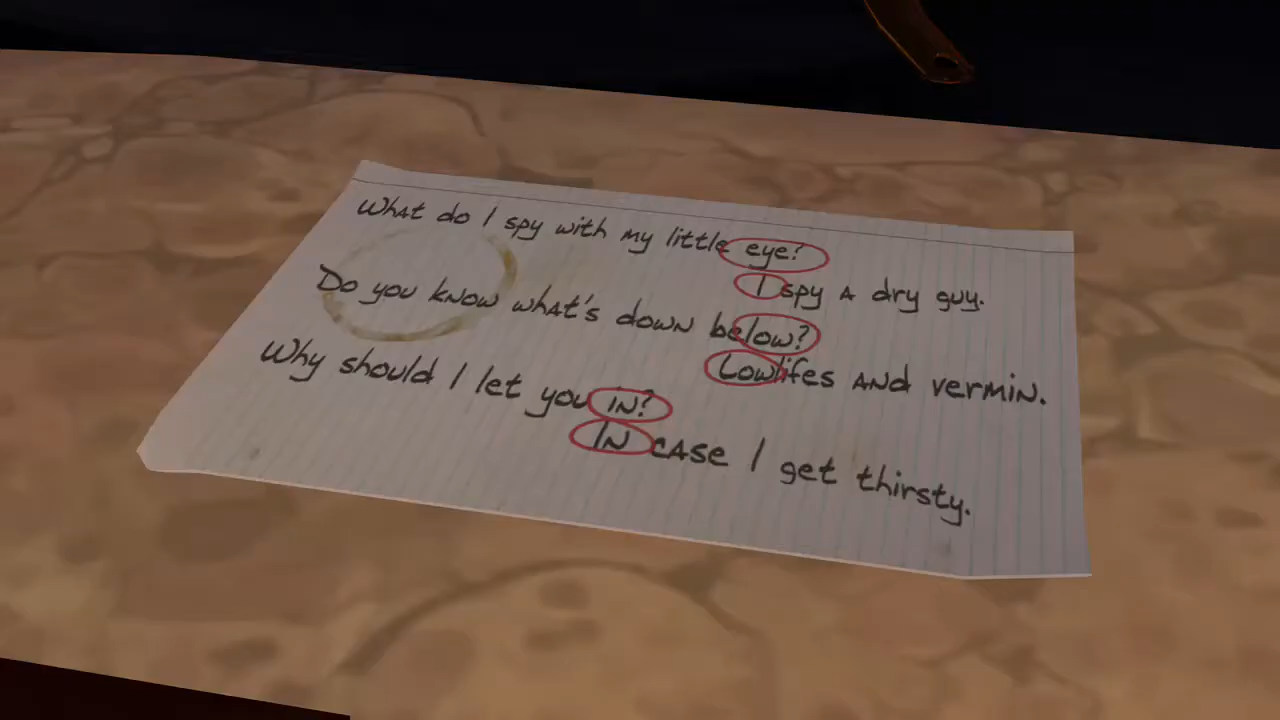 What do I spy with my little eye?
I spy a dry guy.
Do you know what's down below?
Lowlifes and vermin.
Why should I let you in?
In case I get thirsty.